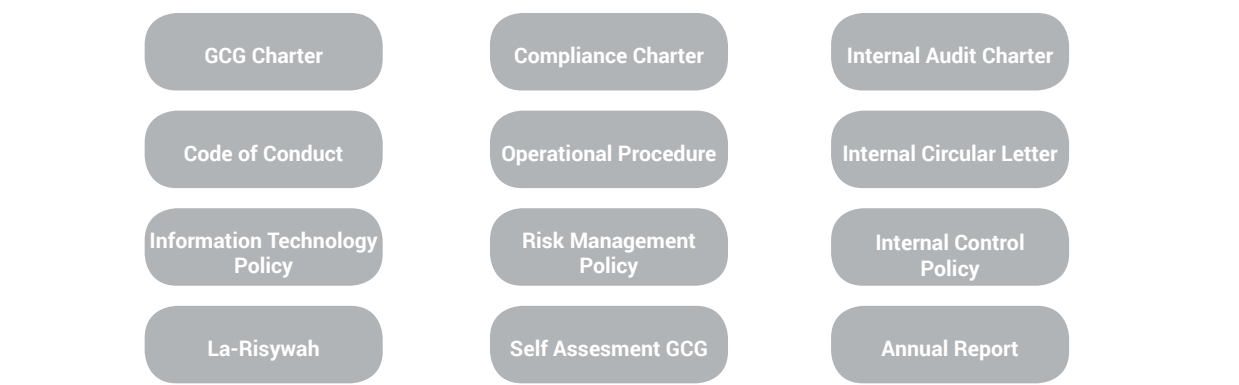 GCG Charter
Compliance Charter
Internal Audit Charter
Code of Conduct
Operational Procedure
Internal Circular Letter
Information Technology
Policy
Risk Management
Policy
Internal Control
Policy
La-Risywah
Self Assesment GCG
Annual Report